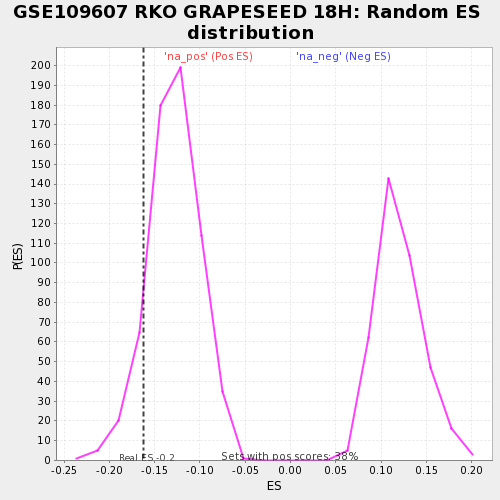 GSE109607 RKO GRAPESEED 18H: Random ES
distribution
'na_pos' (Pos ES) 'na_neg' (Neg ES)
200
190
180
170
160
150
140
130
120
110
100
90
80
70
60
50
40
30
20
10
0
P(ES)
Real ES -0.2
Sets with pos scores: 38%
-0.25 -0.20 -0.15 -0.10 -0.05 0.00 0.05 0.10 0.15 0.20
ES